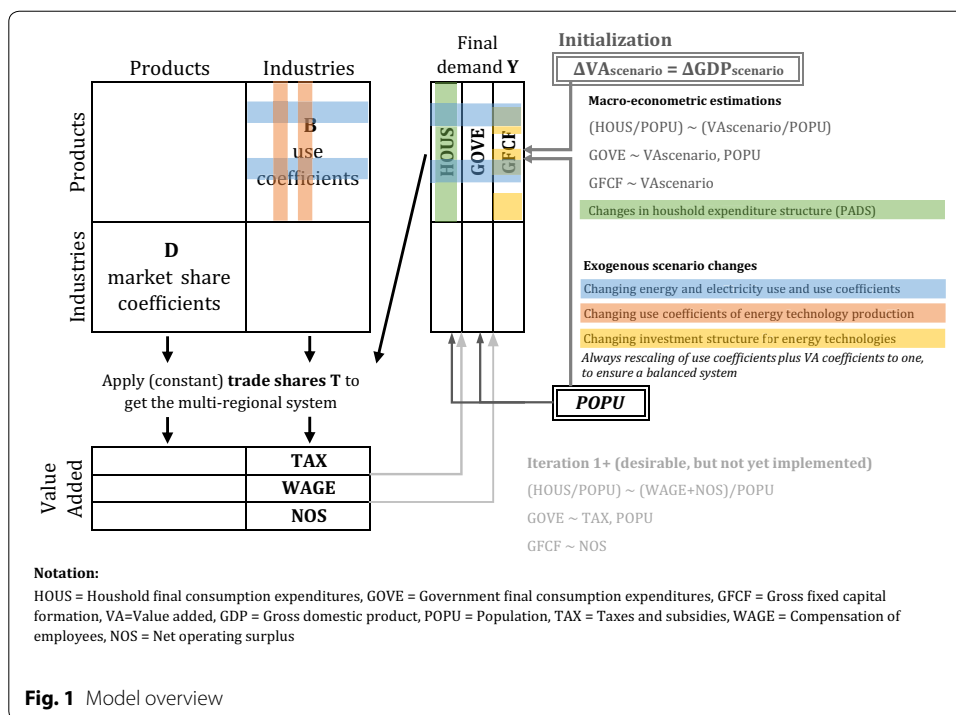 Final
demand Y
Initialization
Products
Industries
ΔVAscenario = ΔGDPscenario
Products
B
use
coefficients
HOUS
GOVE
GFCF
Macro-econometric estimations
(HOUS/POPU) ~ (VAscenario/POPU)
GOVE ~ VAscenario, POPU
GFCF ~ VAscenario
Changes in houshold expenditure structure (PADS)
Industries
D
market share
coefficients
Exogenous scenario changes
Changing energy and electricity use and use coefficients
Changing use coefficients of energy technology production
Changing investment structure for energy technologies
Always rescaling of use coefficients plus VA coefficients to one,
to ensure a balanced system
Apply (constant) trade shares T to
get the multi-regional system
POPU
Value
Added
TAX
WAGE
NOS
Iteration 1+ (desirable, but not yet implemented)
(HOUS/POPU) ~ (WAGE+NOS)/POPU
GOVE ~ TAX, POPU
GFCF ~ NOS
Notation:
HOUS = Houshold final consumption expenditures, GOVE = Government final consumption expenditures, GFCF = Gross fixed capital
formation, VA=Value added, GDP = Gross domestic product, POPU = Population, TAX = Taxes and subsidies, WAGE = Compensation of
employees, NOS = Net operating surplus
Fig. 1 Model overview